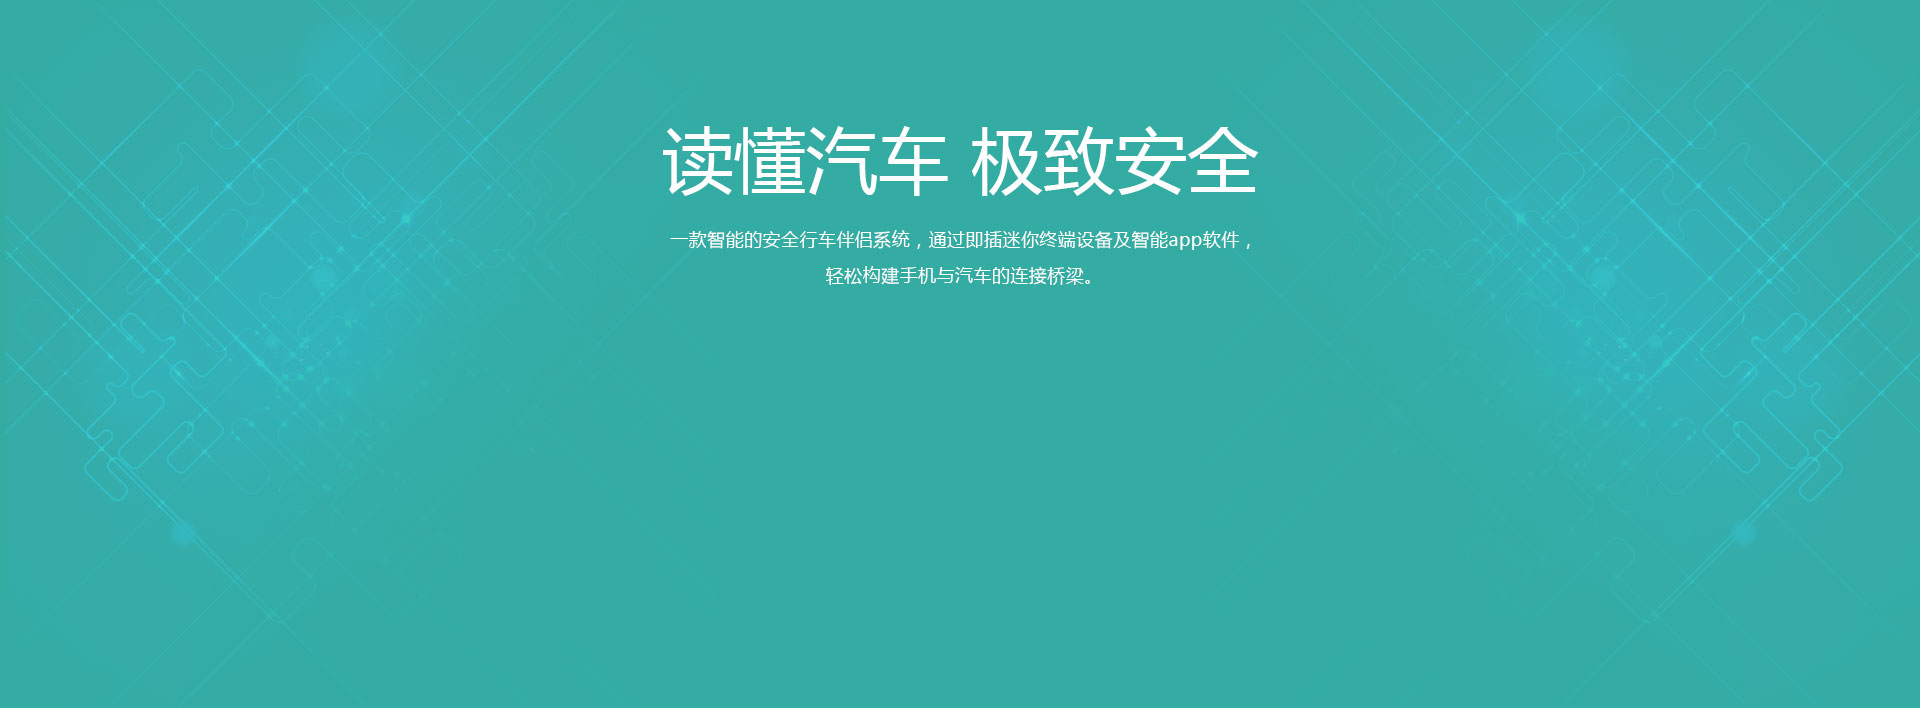 读懂汽车 极致安全
一款智能的安全行车伴侣系统，通过即插迷你终端设备及智能app软件，
轻松构建手机与汽车的连接桥梁。